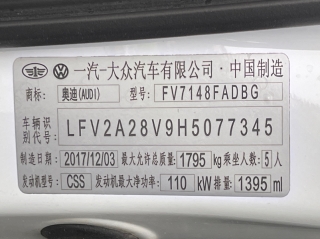 一汽-大众汽车有限公司·中国制造
商标: 奥迪(AUDI) 型号: FV7148FADBG
车辆识别代号: LFV2A28V9H5077345
制造日期 2017/12/03 最大允许总质量 1795 kg 乘坐人数 5 人
发动机型号 CSS 发动机最大净功率 110 kW 排量 1395 ml